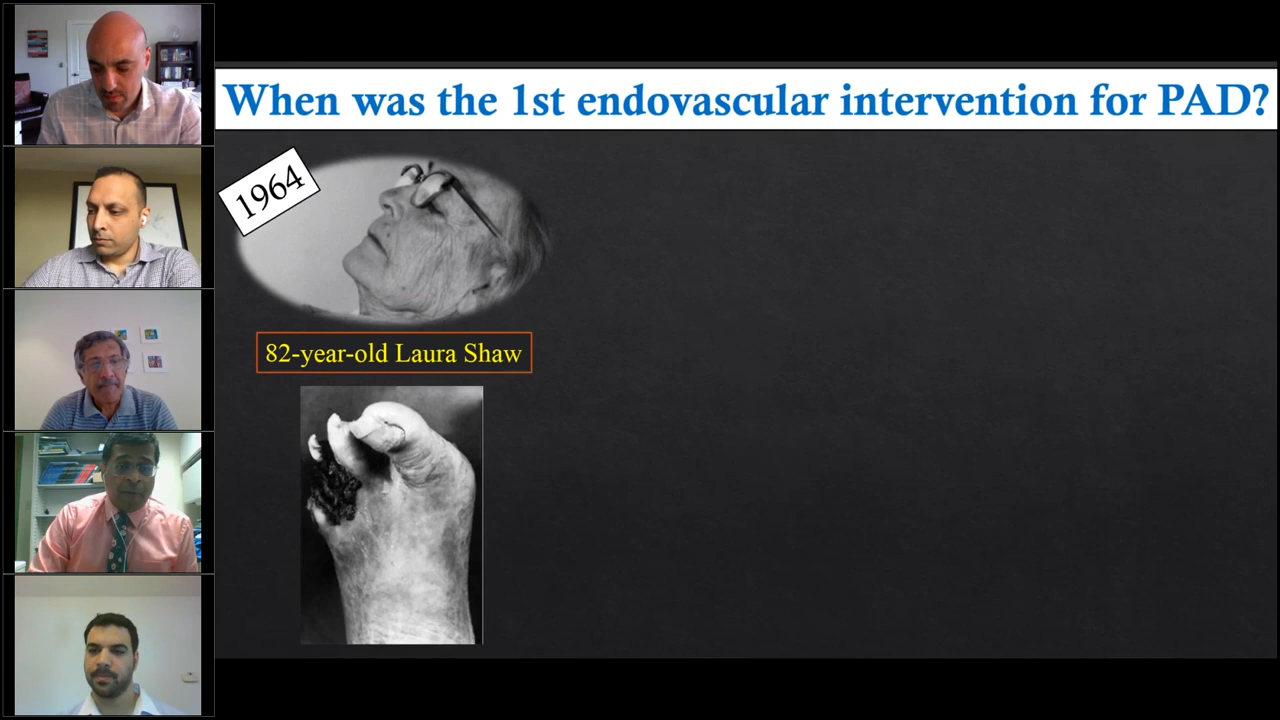 When was the 1st endovascular intervention for PAD?
1964
82-year-old Laura Shaw